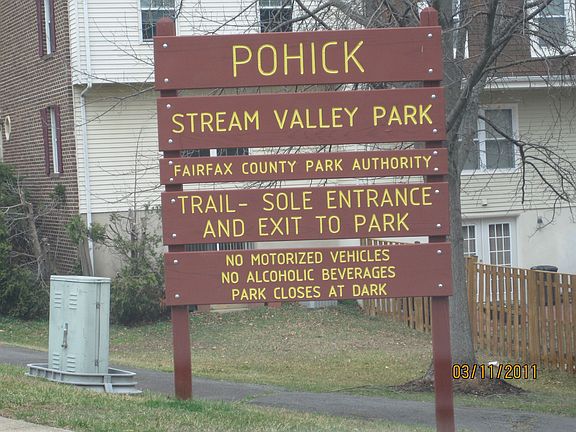 POHICK
STREAM VALLEY PARK
FAIRFAX COUNTY PARK AUTHORITY
TRAIL- SOLE ENTRANCE
AND EXIT TO PARK
NO MOTORIZED VEHICLES
NO ALCOHOLIC BEVERAGES
PARK CLOSES AT DARK
03/11/2011